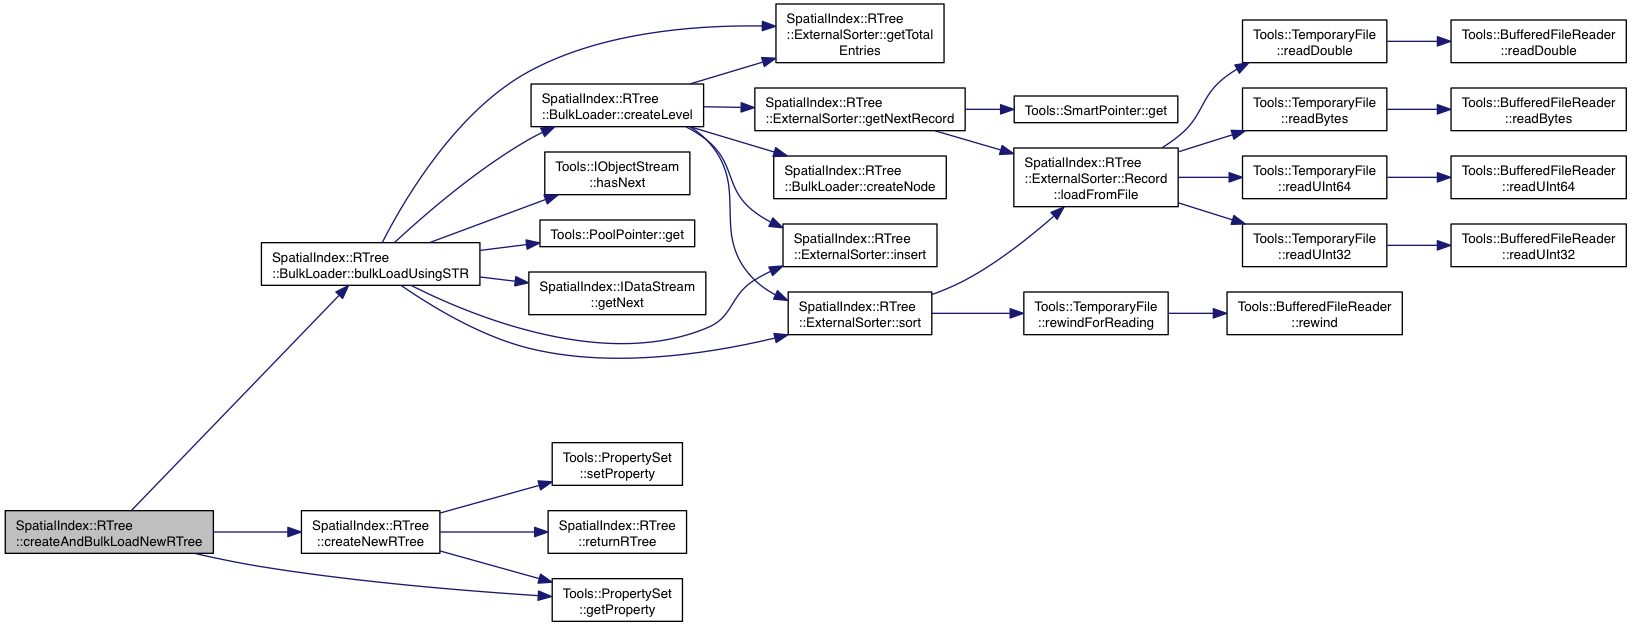 SpatialIndex::RTree
::createAndBulkLoadNewRTree
SpatialIndex::RTree
::BulkLoader::bulkLoadUsingSTR
SpatialIndex::RTree
::createNewRTree
SpatialIndex::RTree
::BulkLoader::createLevel
Tools::IObjectStream
::hasNext
Tools::PoolPointer::get
SpatialIndex::IDataStream
::getNext
Tools::PropertySet
::setProperty
SpatialIndex::RTree
::returnRTree
Tools::PropertySet
::getProperty
SpatialIndex::RTree
::ExternalSorter::getTotal
Entries
SpatialIndex::RTree
::ExternalSorter::getNextRecord
SpatialIndex::RTree
::BulkLoader::createNode
SpatialIndex::RTree
::ExternalSorter::insert
SpatialIndex::RTree
::ExternalSorter::sort
Tools::SmartPointer::get
SpatialIndex::RTree
::ExternalSorter::Record
::loadFromFile
Tools::TemporaryFile
::rewindForReading
Tools::TemporaryFile
::readDouble
Tools::TemporaryFile
::readBytes
Tools::TemporaryFile
::readUInt64
Tools::TemporaryFile
::readUInt32
Tools::BufferedFileReader
::rewind
Tools::BufferedFileReader
::readDouble
Tools::BufferedFileReader
::readBytes
Tools::BufferedFileReader
::readUInt64
Tools::BufferedFileReader
::readUInt32